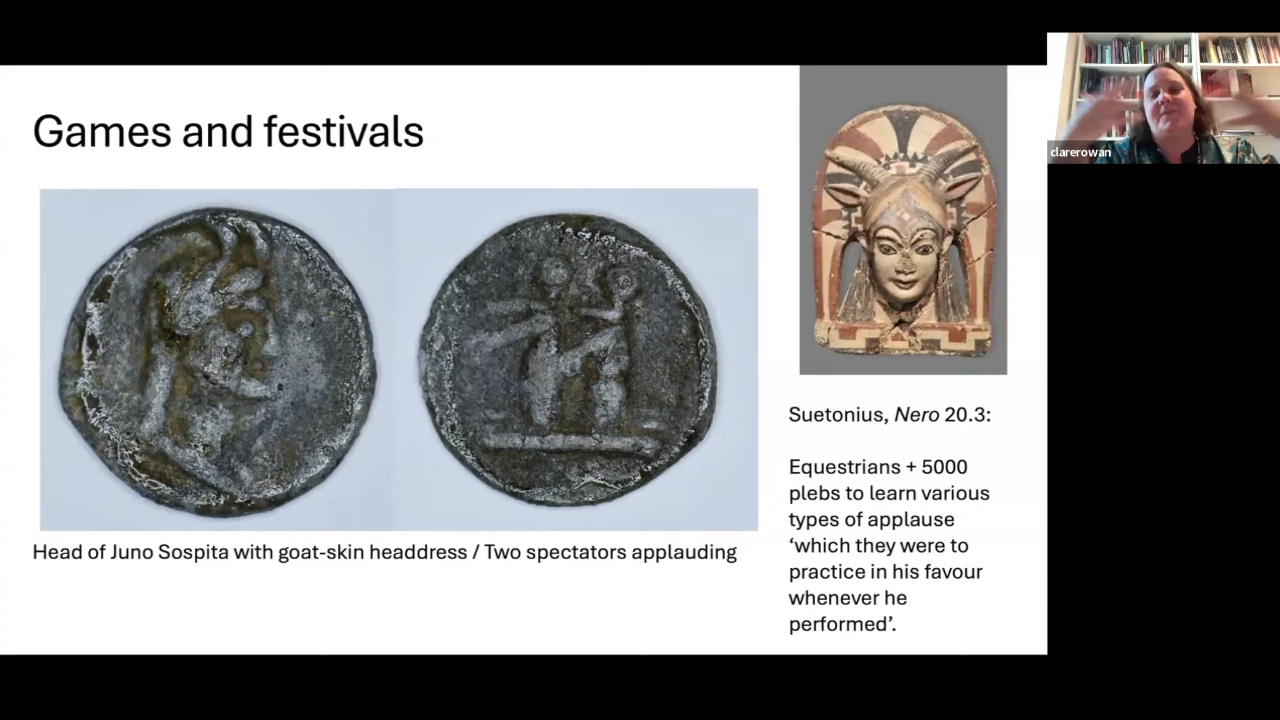 Games and festivals
clarerowan
Head of Juno Sospita with goat-skin headdress / Two spectators applauding
Suetonius, Nero 20.3:
Equestrians + 5000
plebs to learn various
types of applause
‘which they were to
practice in his favour
whenever he
performed’.